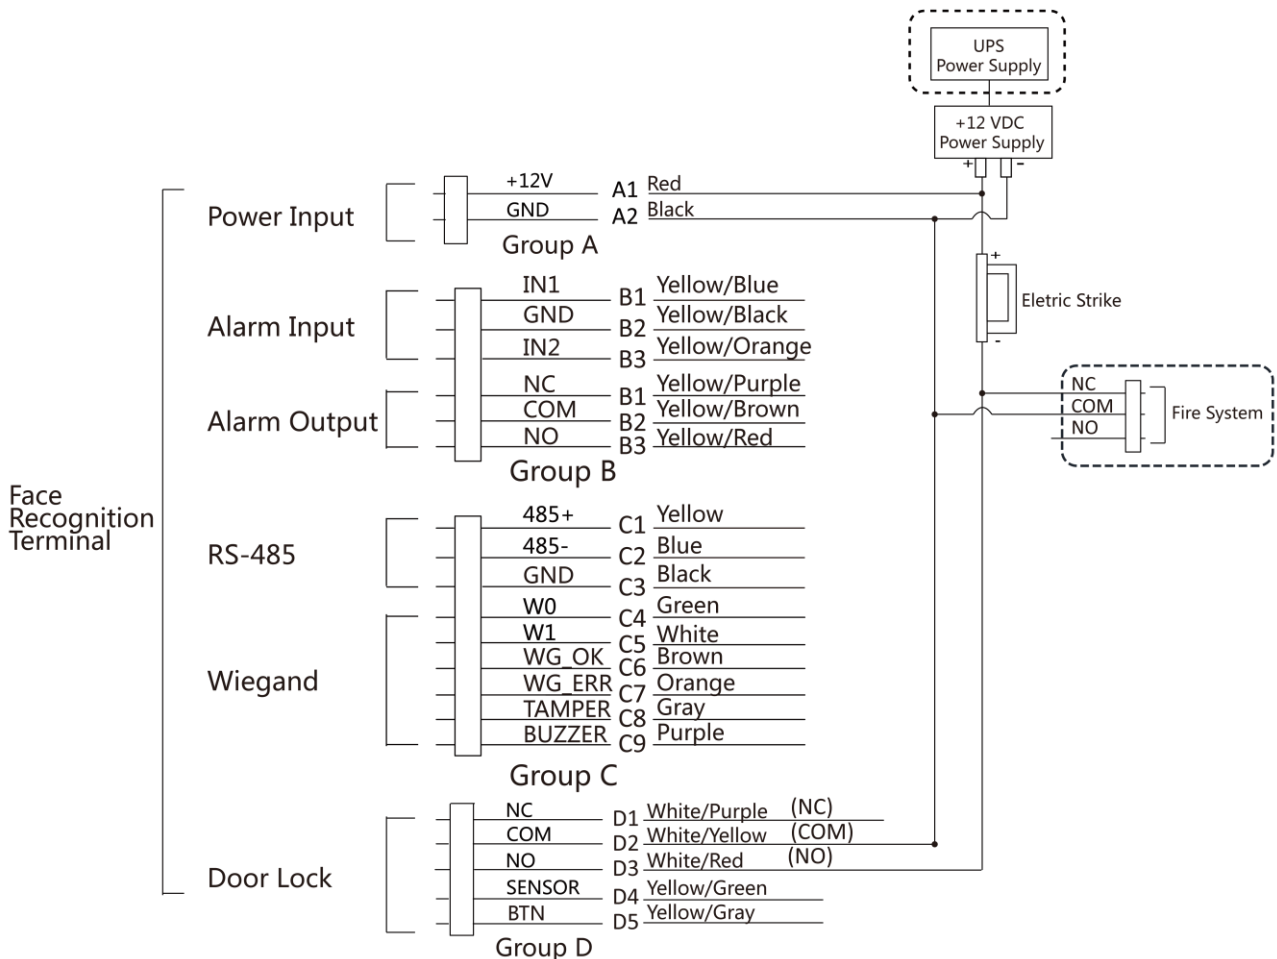 UPS
Power Supply
+12 VDC
Power Supply
+ -
Power Input
+12V A1 Red
GND A2 Black
Group A
+
Eletric Strike
-
Alarm Input
IN1 B1 Yellow/Blue
GND B2 Yellow/Black
IN2 B3 Yellow/Orange
Alarm Output
NC B1 Yellow/Purple
COM B2 Yellow/Brown
NO B3 Yellow/Red
Group B
NC
COM
NO
Fire System
Face
Recognition
Terminal
RS-485
485+ C1 Yellow
485- C2 Blue
GND C3 Black
Wiegand
W0 C4 Green
W1 C5 White
WG_OK C6 Brown
WG_ERR C7 Orange
TAMPER C8 Gray
BUZZER C9 Purple
Group C
Door Lock
NC D1 White/Purple (NC)
COM D2 White/Yellow (COM)
NO D3 White/Red (NO)
SENSOR D4 Yellow/Green
BTN D5 Yellow/Gray
Group D